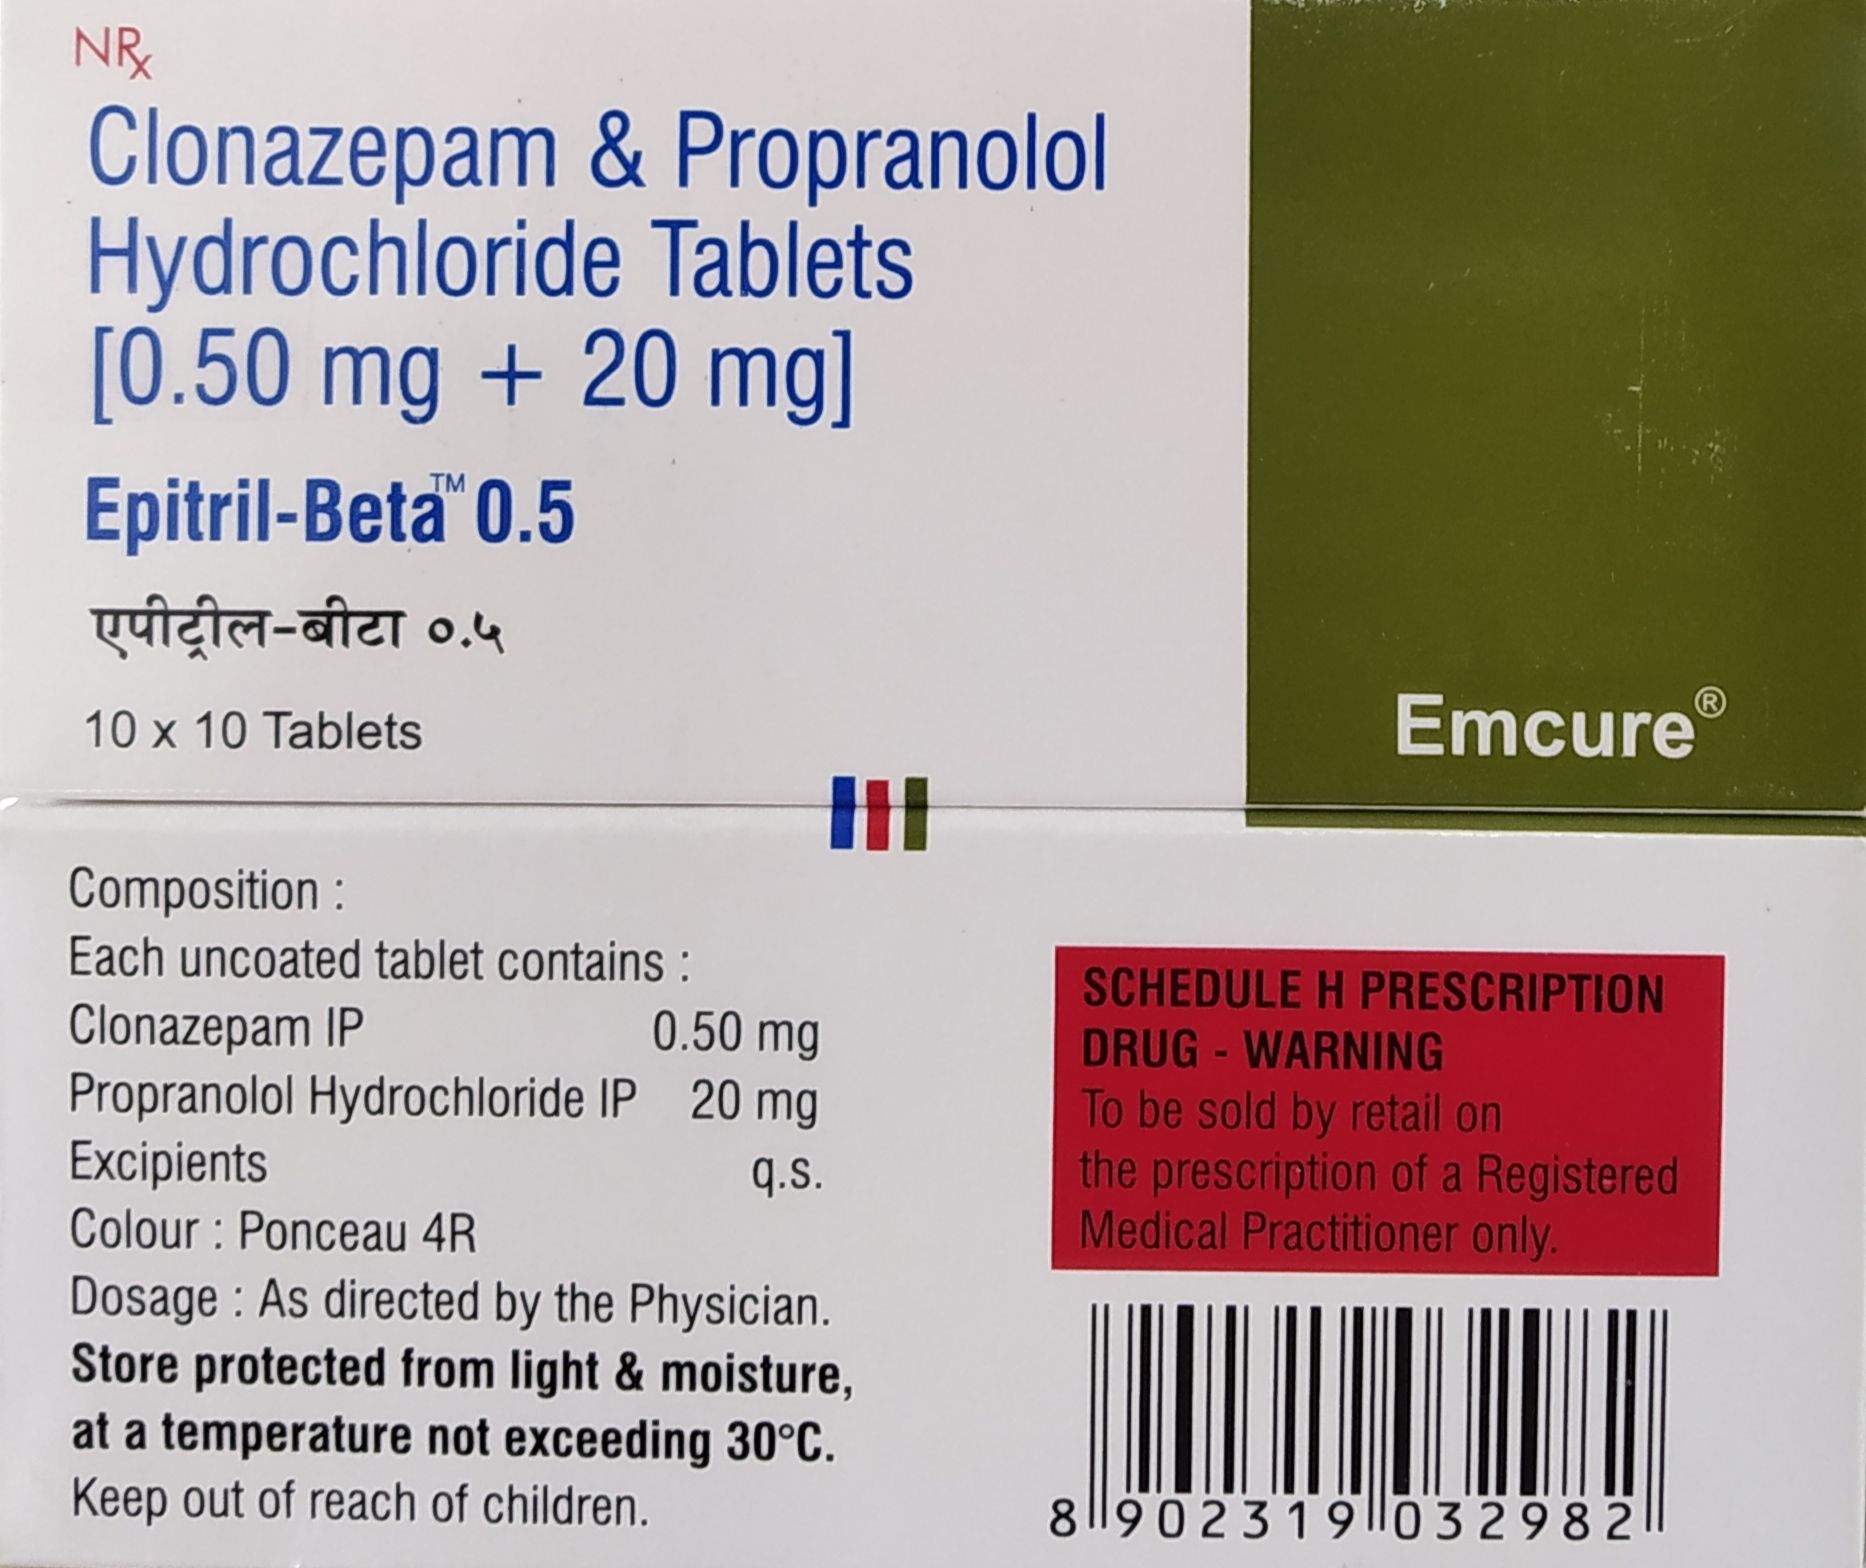 NRx
Clonazepam & Propranolol
Hydrochloride Tablets
[0.50 mg + 20 mg]
Epitril-Beta™ 0.5
एपीट्रील-बीटा ०.५
10 x 10 Tablets
Emcure®
Composition :
Each uncoated tablet contains :
Clonazepam IP 0.50 mg
Propranolol Hydrochloride IP 20 mg
Excipients q.s.
Colour : Ponceau 4R
Dosage : As directed by the Physician.
Store protected from light & moisture,
at a temperature not exceeding 30°C.
Keep out of reach of children.
SCHEDULE H PRESCRIPTION
DRUG - WARNING
To be sold by retail on
the prescription of a Registered
Medical Practitioner only.
8 902319 032982